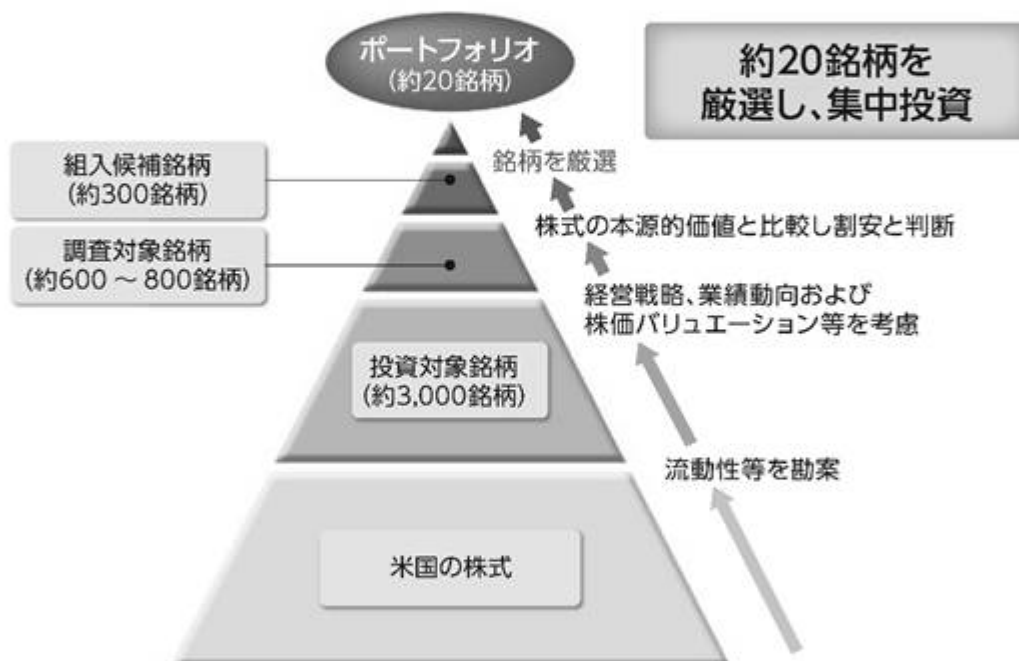 ポートフォリオ
(約20銘柄)
約20銘柄を
厳選し、集中投資
銘柄を厳選
組入候補銘柄
(約300銘柄)
株式の本源的価値と比較し割安と判断
調査対象銘柄
(約600 ～ 800銘柄)
経営戦略、業績動向および
株価バリュエーション等を考慮
投資対象銘柄
(約3,000銘柄)
流動性等を勘案
米国の株式